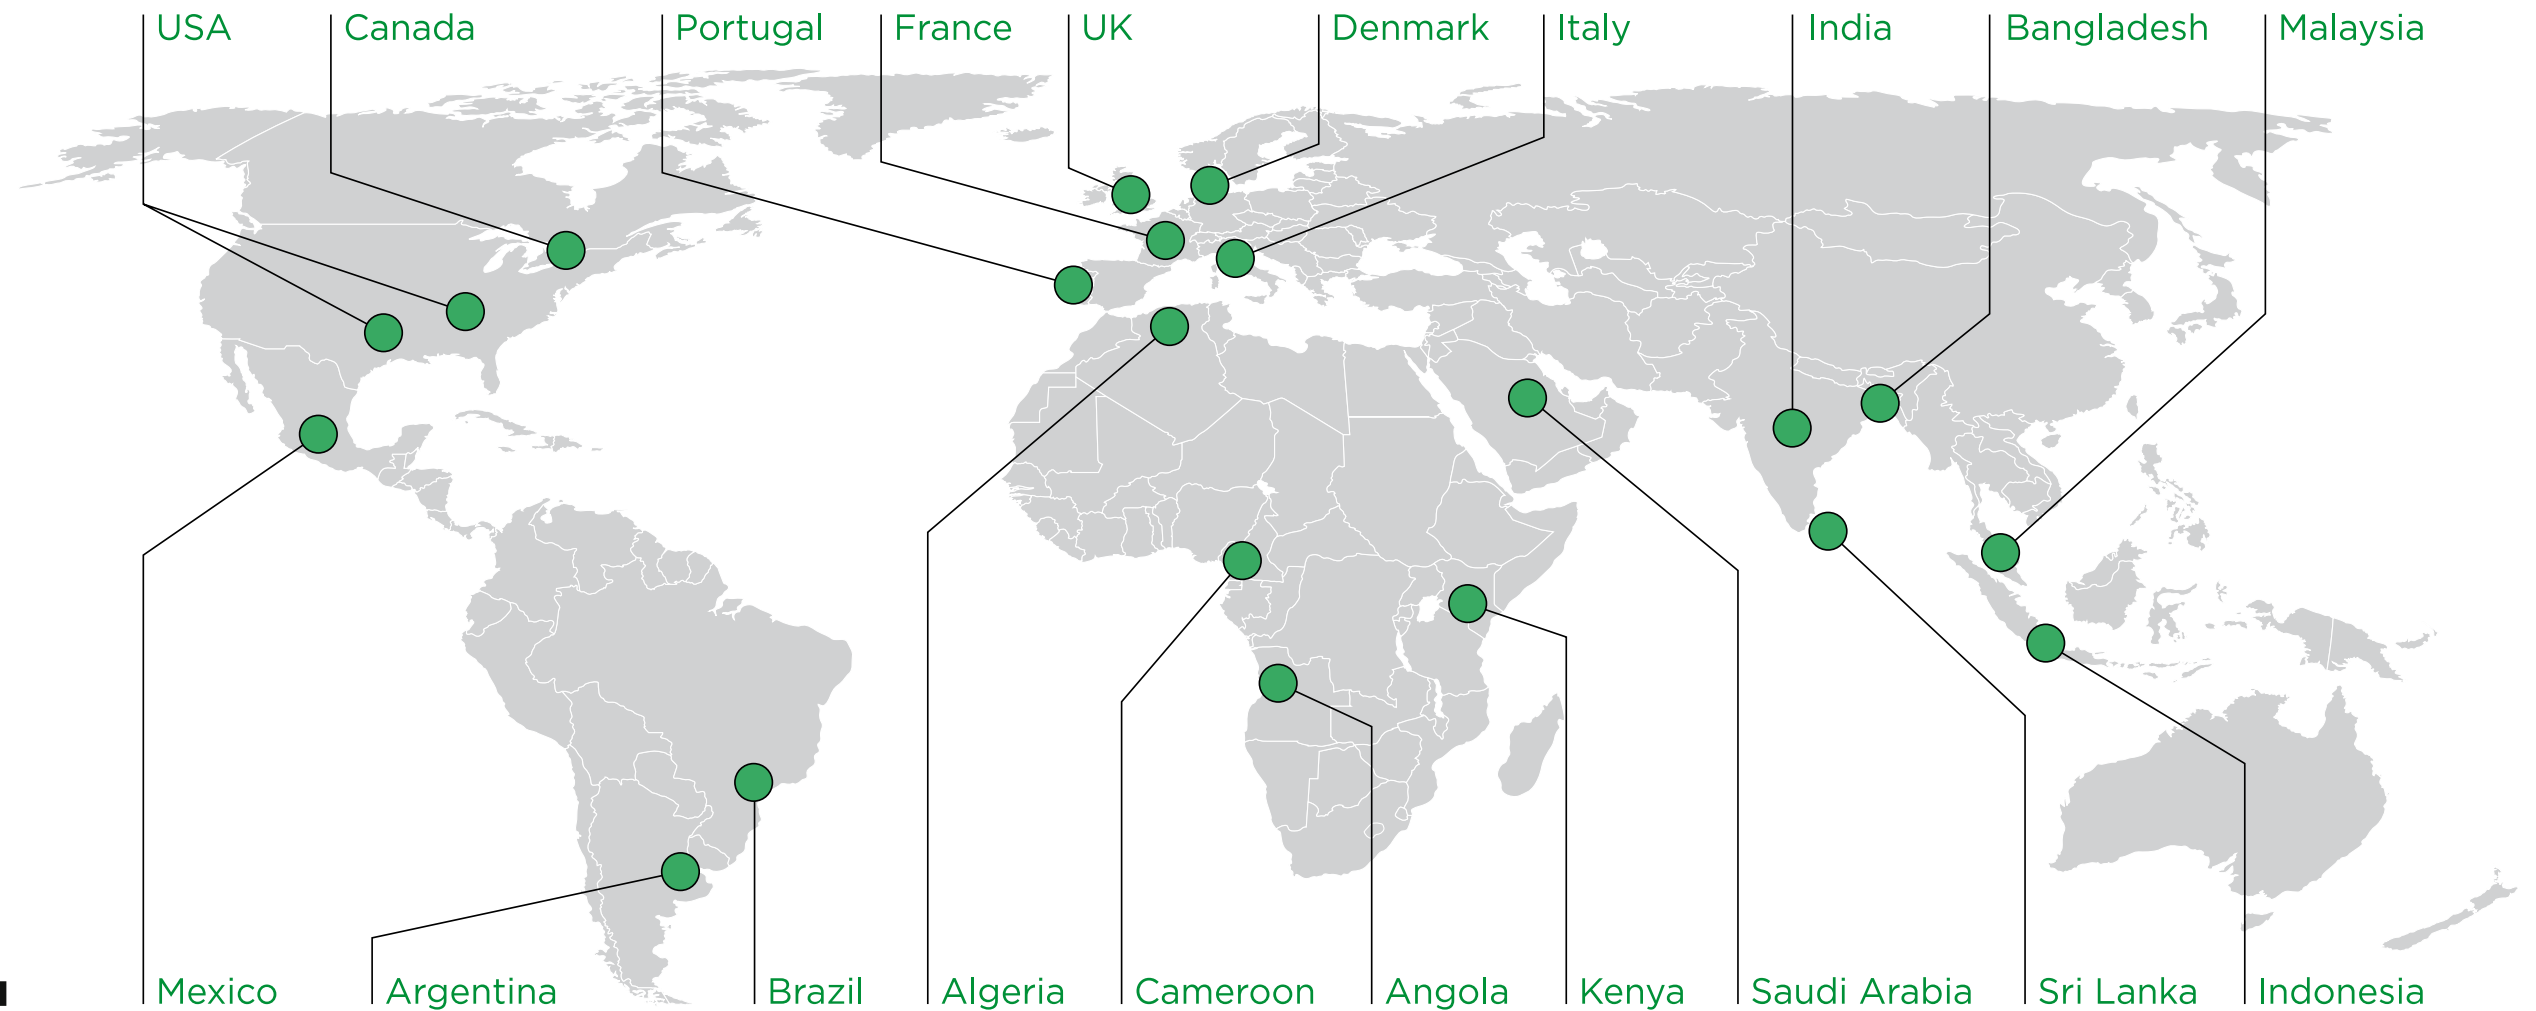 USA Canada Portugal France UK Denmark Italy India Bangladesh Malaysia
Mexico Argentina Brazil Algeria Cameroon Angola Kenya Saudi Arabia Sri Lanka Indonesia